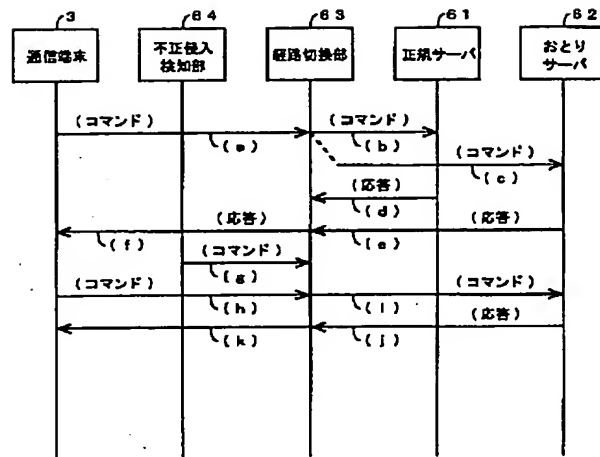 3 64 63 61 62
通信端末 不正侵入 経路切換部 正規サーバ おとり
検知部 サーバ
(コマンド) (コマンド)
(a) (b) (コマンド)
(c)
(応答)
(d)
(応答) (応答)
(f) (e)
(コマンド)
(g)
(コマンド) (コマンド)
(h) (i)
(応答)
(k) (j)